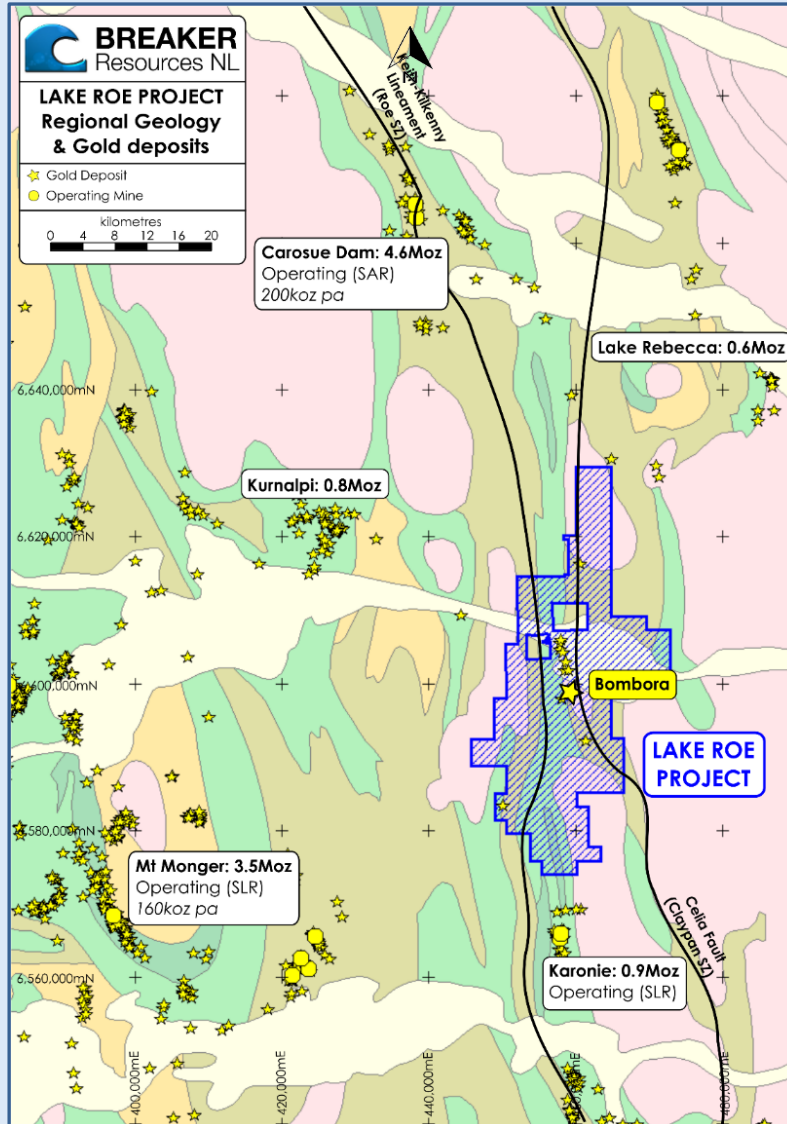 BREAKER
Resources NL
LAKE ROE PROJECT
Regional Geology
& Gold deposits
Gold Deposit
Operating Mine
kilometres
0 4 8 12 16 20
Keith-Kilkenny
Lineament
(Roe SZ)
Carosue Dam: 4.6Moz
Operating (SAR)
200koz pa
Lake Rebecca: 0.6Moz
6,640,000mN
Kurnalpi: 0.8Moz
6,620,000mN
6,600,000mN
Bombora
LAKE ROE
PROJECT
6,580,000mN
Mt Monger: 3.5Moz
Operating (SLR)
160koz pa
Celia Fault
(Claypan SZ)
Karonie: 0.9Moz
Operating (SLR)
6,560,000mN
400,000mE
420,000mE
440,000mE
480,000mE